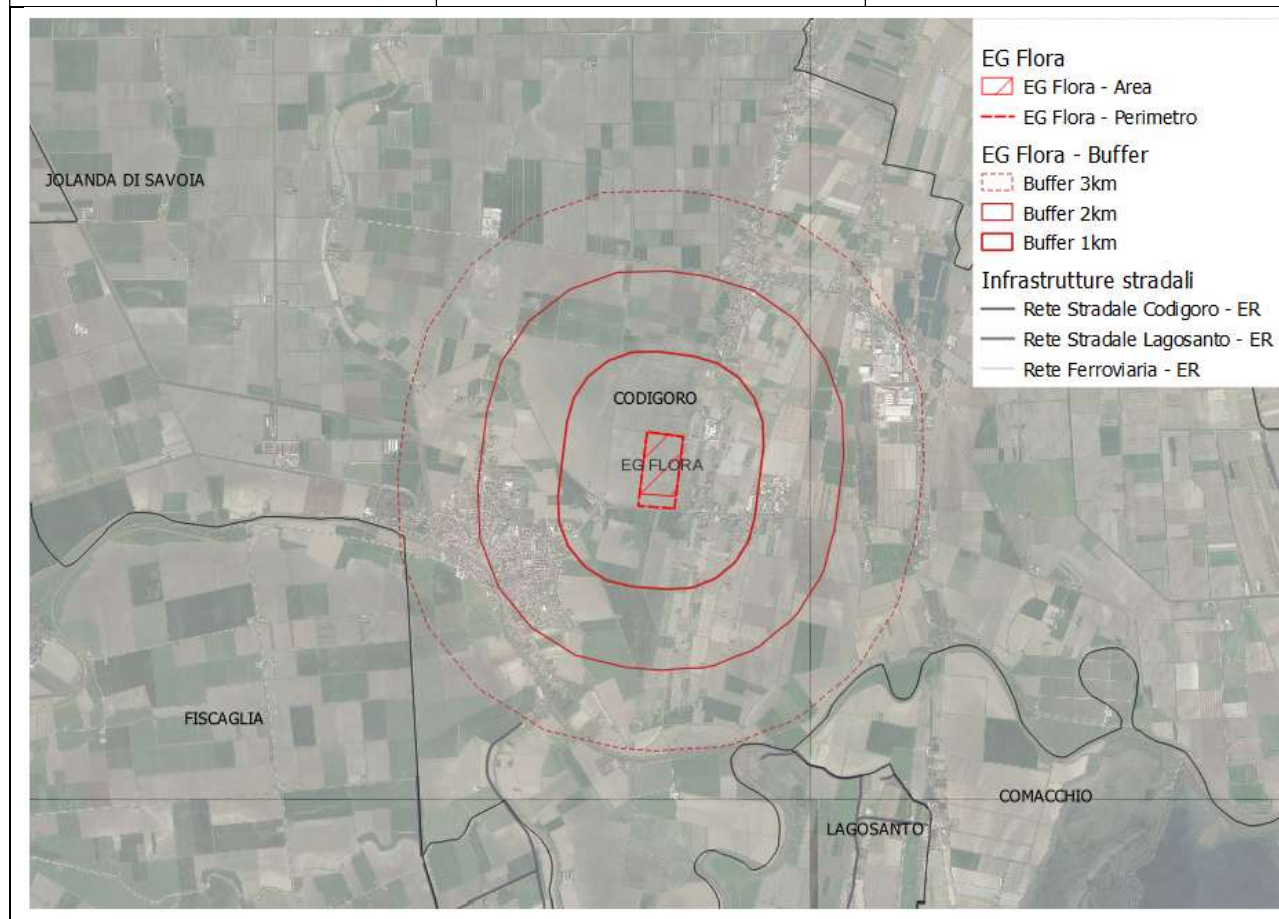 EG Flora
EG Flora - Area
EG Flora - Perimetro
EG Flora - Buffer
Buffer 3km
Buffer 2km
Buffer 1km
Infrastrutture stradali
Rete Stradale Codigoro - ER
Rete Stradale Lagosanto - ER
Rete Ferroviaria - ER
JOLANDA DI SAVOIA
CODIGORO
EG FLORA
FISCAGLIA
COMACCHIO
LAGOSANTO